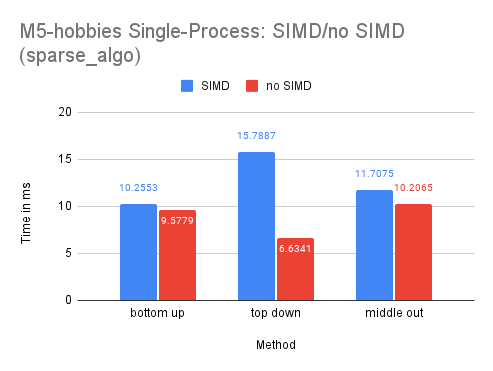 M5-hobbies Single-Process: SIMD/no SIMD
(sparse_algo)
SIMD no SIMD
20
15
10
5
0
Time in ms
10.2553
9.5779
15.7887
6.6341
11.7075
10.2065
bottom up top down middle out
Method